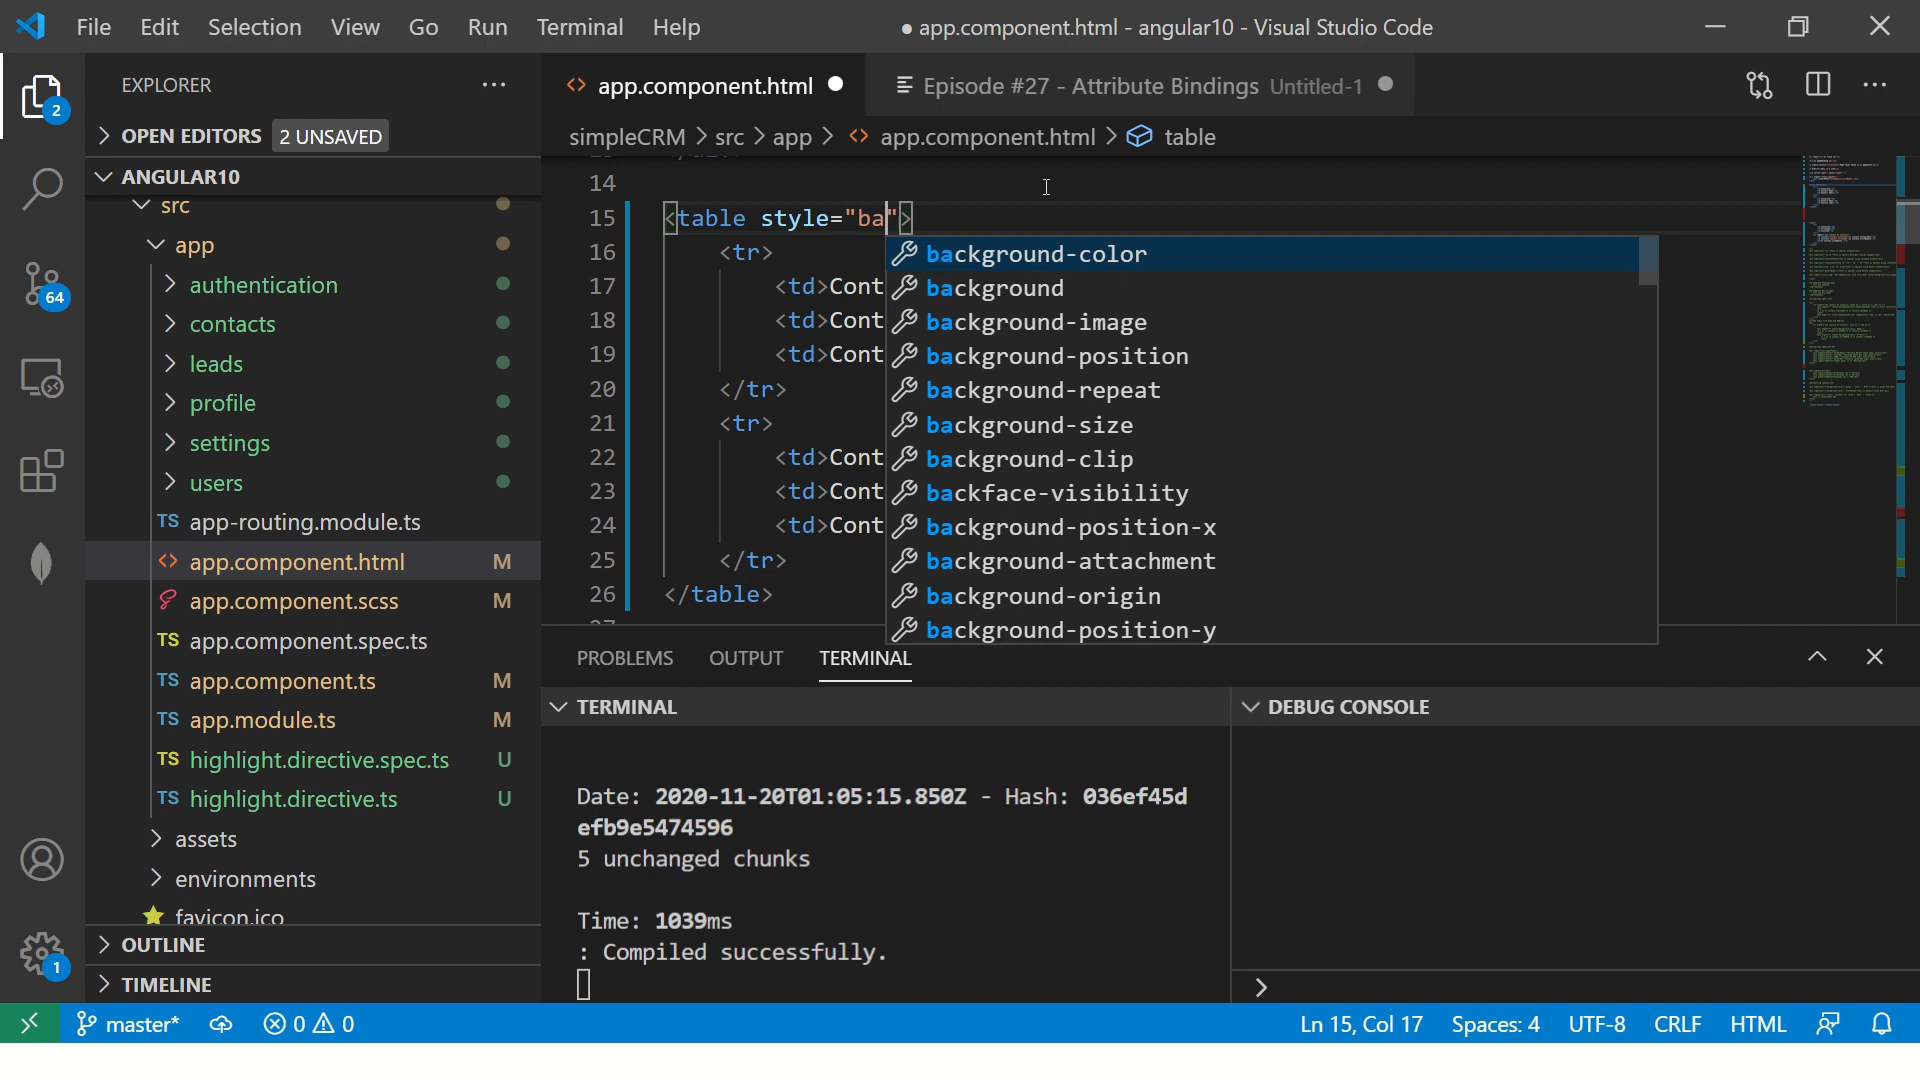 File Edit Selection View Go Run Terminal Help
● app.component.html - angular10 - Visual Studio Code
EXPLORER
2
OPEN EDITORS 2 UNSAVED
ANGULAR10
src
app
authentication
contacts
leads
profile
settings
users
TS app-routing.module.ts
<> app.component.html M
app.component.scss M
TS app.component.spec.ts
TS app.component.ts M
TS app.module.ts M
TS highlight.directive.spec.ts U
TS highlight.directive.ts U
assets
environments
favicon.ico
OUTLINE
TIMELINE
64
1
<> app.component.html ●
Episode #27 - Attribute Bindings Untitled-1 ●
simpleCRM > src > app > <> app.component.html > table
14
15 <table style="ba">
16 <tr>
17 <td>Cont
18 <td>Cont
19 <td>Cont
20 </tr>
21 <tr>
22 <td>Cont
23 <td>Cont
24 <td>Cont
25 </tr>
26 </table>
background-color
background
background-image
background-position
background-repeat
background-size
background-clip
backface-visibility
background-position-x
background-attachment
background-origin
background-position-y
PROBLEMS OUTPUT TERMINAL
TERMINAL
Date: 2020-11-20T01:05:15.850Z - Hash: 036ef45d
efb9e5474596
5 unchanged chunks
Time: 1039ms
: Compiled successfully.
DEBUG CONSOLE
>
master* 0 0
Ln 15, Col 17 Spaces: 4 UTF-8 CRLF HTML